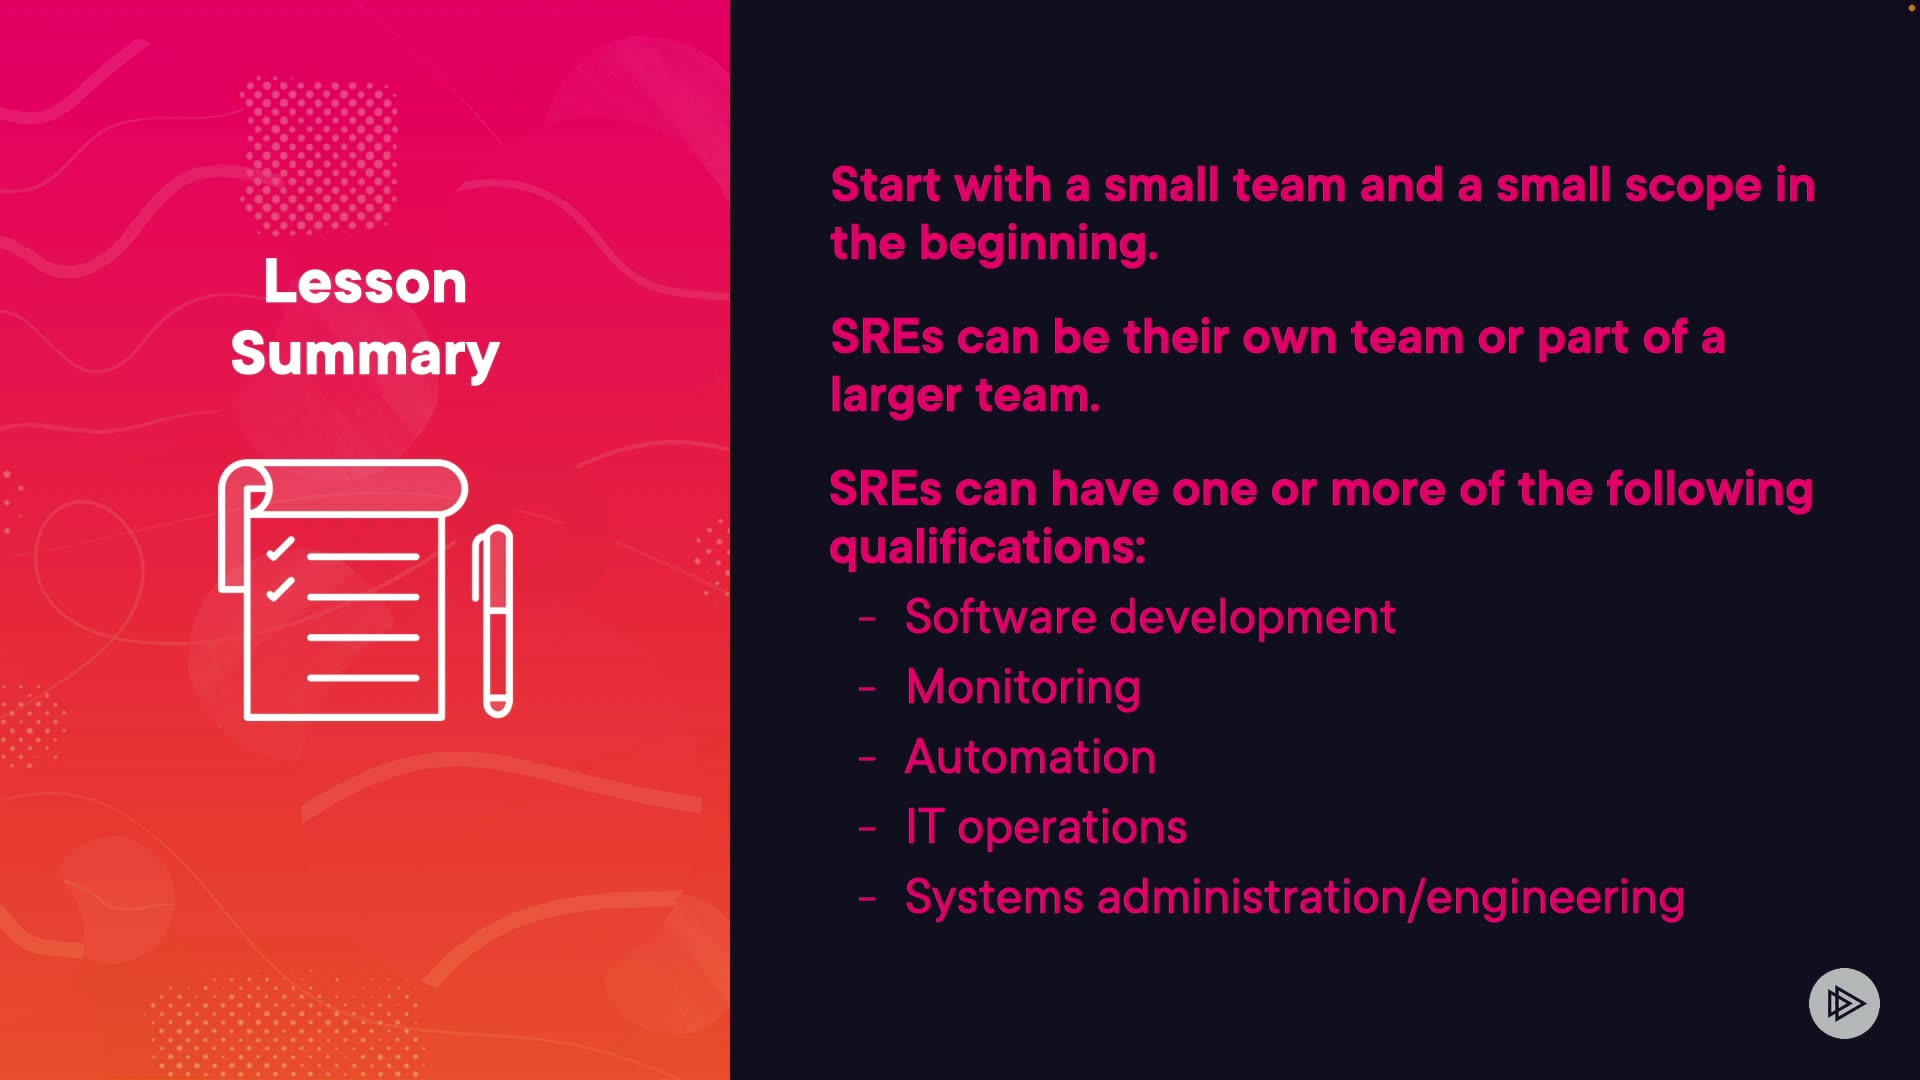 Lesson
Summary
Start with a small team and a small scope in
the beginning.
SREs can be their own team or part of a
larger team.
SREs can have one or more of the following
qualifications:
- Software development
- Monitoring
- Automation
- IT operations
- Systems administration/engineering